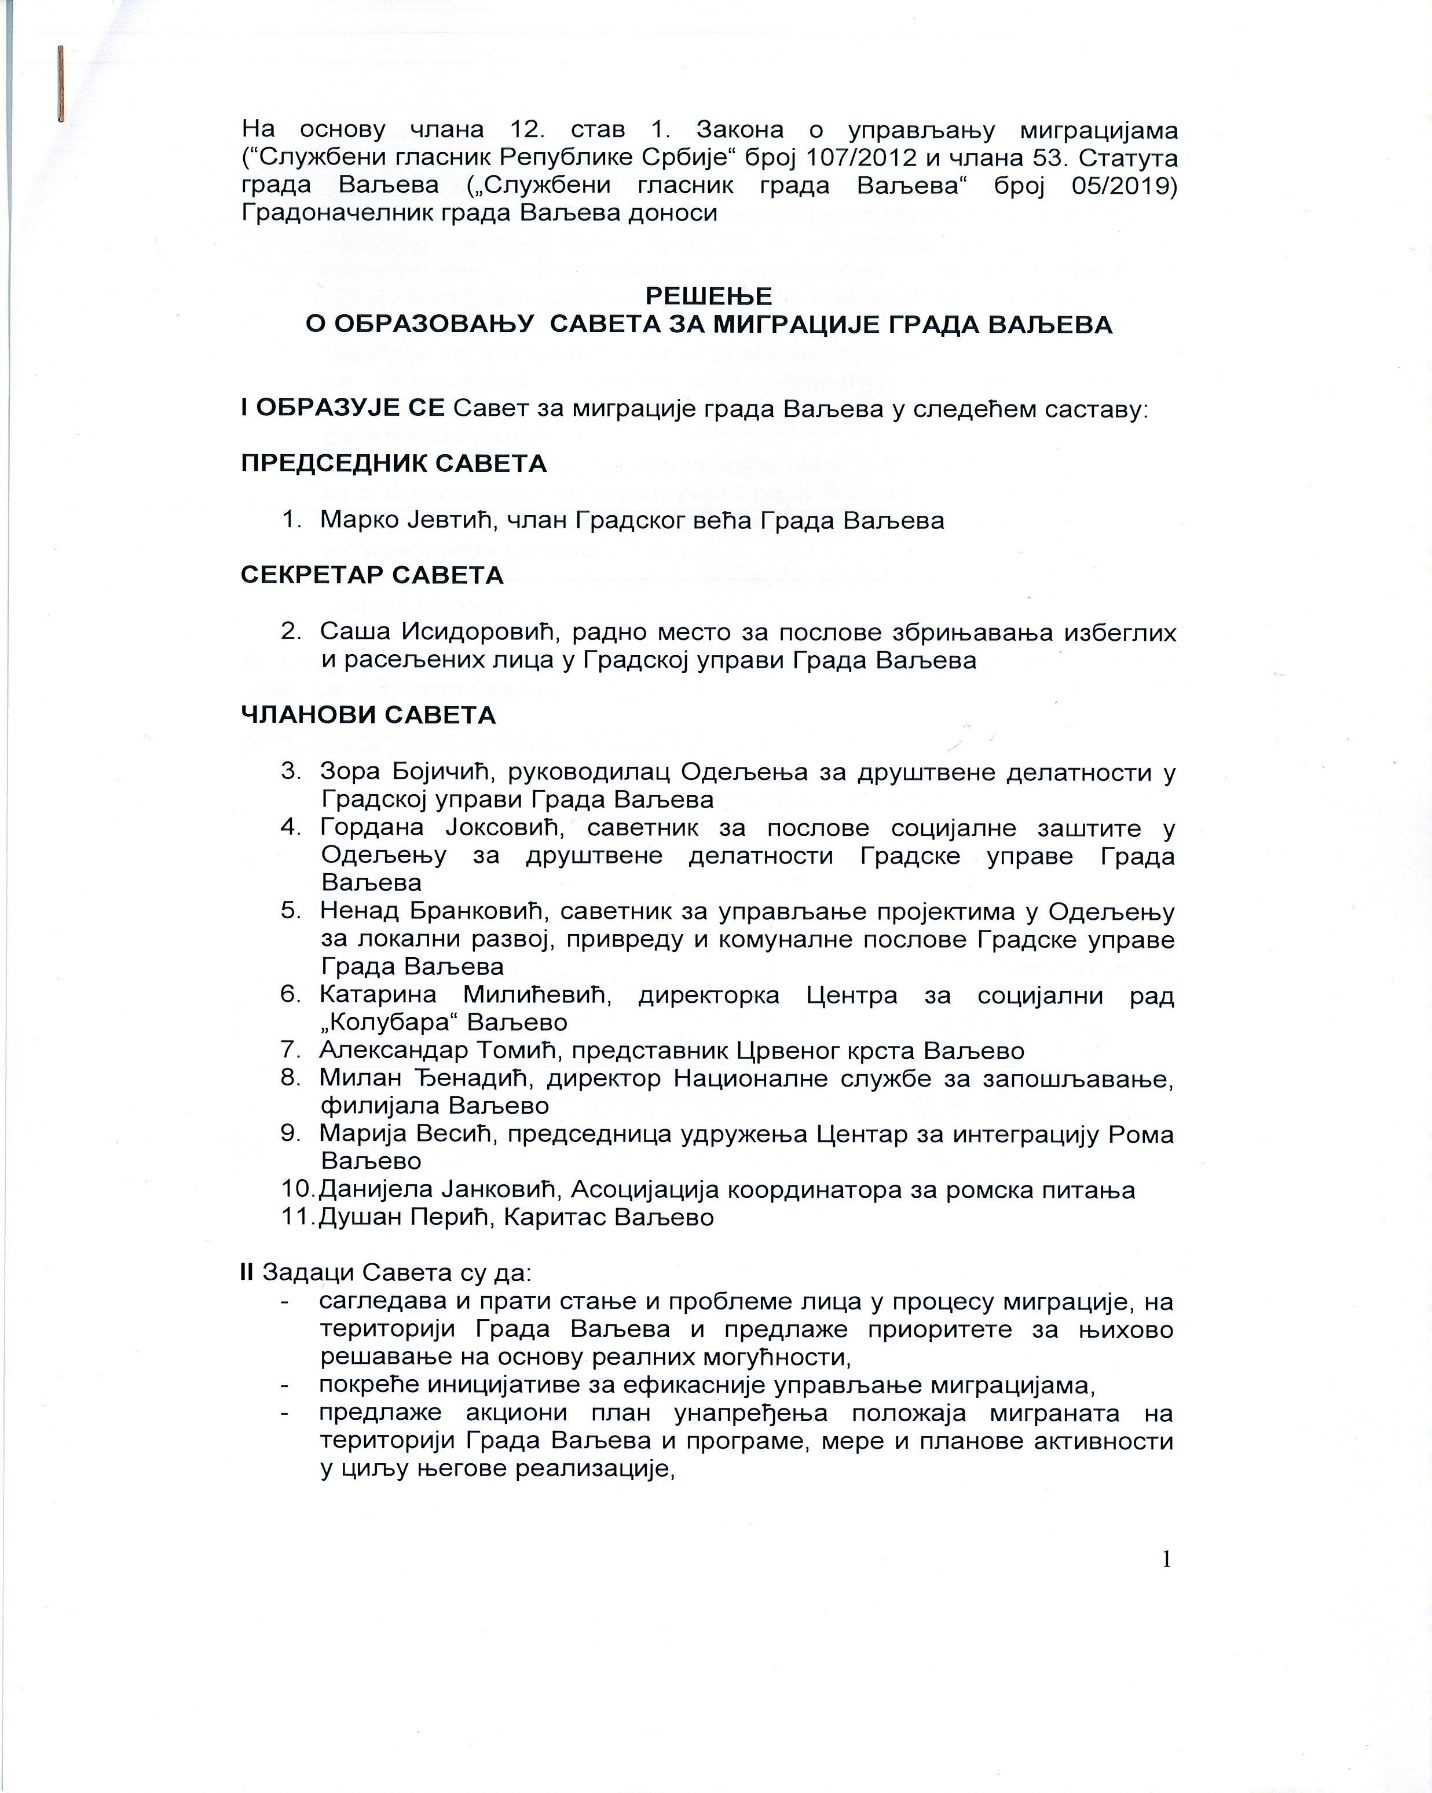 На основу члана 12. став 1. Закона о управљању миграцијама
(“Службени гласник Републике Србије“ број 107/2012 и члана 53. Статута
града Ваљева („Службени гласник града Ваљева“ број 05/2019)
Градоначелник града Ваљева доноси
РЕШЕЊЕ
О ОБРАЗОВАЊУ САВЕТА ЗА МИГРАЦИЈЕ ГРАДА ВАЉЕВА
I ОБРАЗУЈЕ СЕ Савет за миграције града Ваљева у следећем саставу:
ПРЕДСЕДНИК САВЕТА
1. Марко Јевтић, члан Градског већа Града Ваљева
СЕКРЕТАР САВЕТА
2. Саша Исидоровић, радно место за послове збрињавања избеглих
и расељених лица у Градској управи Града Ваљева
ЧЛАНОВИ САВЕТА
3. Зора Бојичић, руководилац Одељења за друштвене делатности у
Градској управи Града Ваљева
4. Гордана Јоксовић, саветник за послове социјалне заштите у
Одељењу за друштвене делатности Градске управе Града
Ваљева
5. Ненад Бранковић, саветник за управљање пројектима у Одељењу
за локални развој, привреду и комуналне послове Градске управе
Града Ваљева
6. Катарина Милићевић, директорка Центра за социјални рад
„Колубара“ Ваљево
7. Александар Томић, представник Црвеног крста Ваљево
8. Милан Ђенадић, директор Националне службе за запошљавање,
филијала Ваљево
9. Марија Весић, председница удружења Центар за интеграцију Рома
Ваљево
10.Данијела Јанковић, Асоцијација координатора за ромска питања
11.Душан Перић, Каритас Ваљево
II Задаци Савета су да:
- сагледава и прати стање и проблеме лица у процесу миграције, на
територији Града Ваљева и предлаже приоритете за њихово
решавање на основу реалних могућности,
- покреће иницијативе за ефикасније управљање миграцијама,
- предлаже акциони план унапређења положаја миграната на
територији Града Ваљева и програме, мере и планове активности
у циљу његове реализације,
1